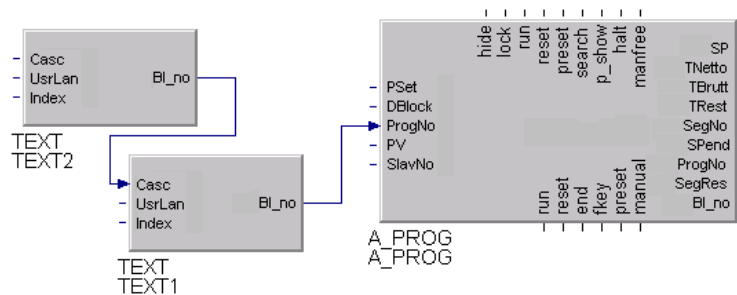 Casc
UsrLan
Index
Bl_no
TEXT
TEXT2
Casc
UsrLan
Index
Bl_no
TEXT
TEXT1
hide
lock
run
reset
preset
search
p_show
halt
manfree
PSet
DBlock
ProgNo
PV
SlavNo
SP
TNetto
TBrutt
TRest
SegNo
SPend
ProgNo
SegRes
Bl_no
run
reset
end
fkey
preset
manual
A_PROG
A_PROG